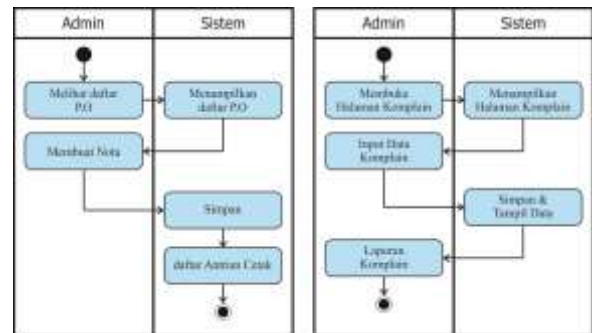 Admin
Sistem
Melihat daftar
P.O
Menampilkan
daftar P.O
Membuat Nota
Simpan
daftar Antrian Cetak
Admin
Sistem
Membuka
Halaman Komplain
Menampilkan
Halaman Komplain
Input Data
Komplain
Simpan &
Tampil Data
Laporan
Komplain